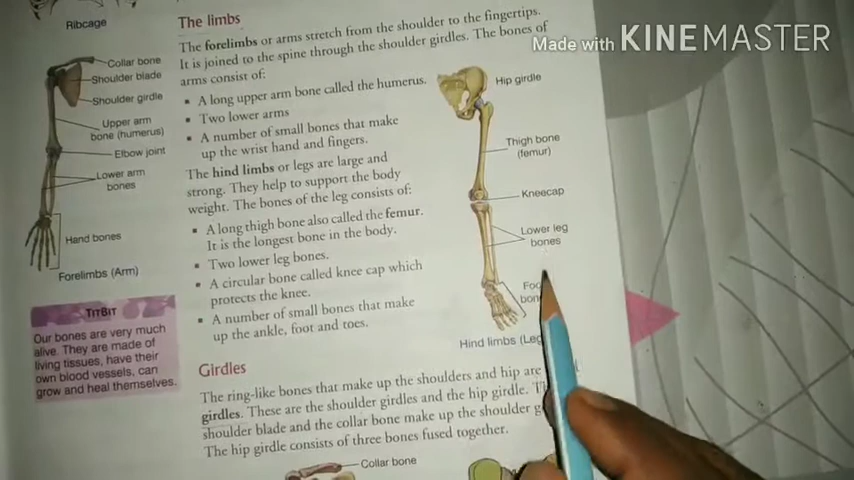 Ribcage
Collar bone
Shoulder blade
Shoulder girdle
Upper arm
bone (humerus)
Elbow joint
Lower arm
bones
Hand bones
Forelimbs (Arm)
TITBIT
Our bones are very much
alive. They are made of
living tissues, have their
own blood vessels, can
grow and heal themselves.
The limbs
The forelimbs or arms stretch from the shoulder to the fingertips.
It is joined to the spine through the shoulder girdles. The bones of
arms consist of:
▪ A long upper arm bone called the humerus.
▪ Two lower arms
▪ A number of small bones that make
up the wrist hand and fingers.
The hind limbs or legs are large and
strong. They help to support the body
weight. The bones of the leg consists of:
▪ A long thigh bone also called the femur.
It is the longest bone in the body.
▪ Two lower leg bones.
▪ A circular bone called knee cap which
protects the knee.
▪ A number of small bones that make
up the ankle, foot and toes.
Hip girdle
Thigh bone
(femur)
Kneecap
Lower leg
bones
Hind limbs
Girdles
The ring-like bones that make up the shoulders and hip are
girdles. These are the shoulder girdles and the hip girdle.
shoulder blade and the collar bone make up the shoulder
The hip girdle consists of three bones fused together.
Collar bone
Made with KINEMASTER